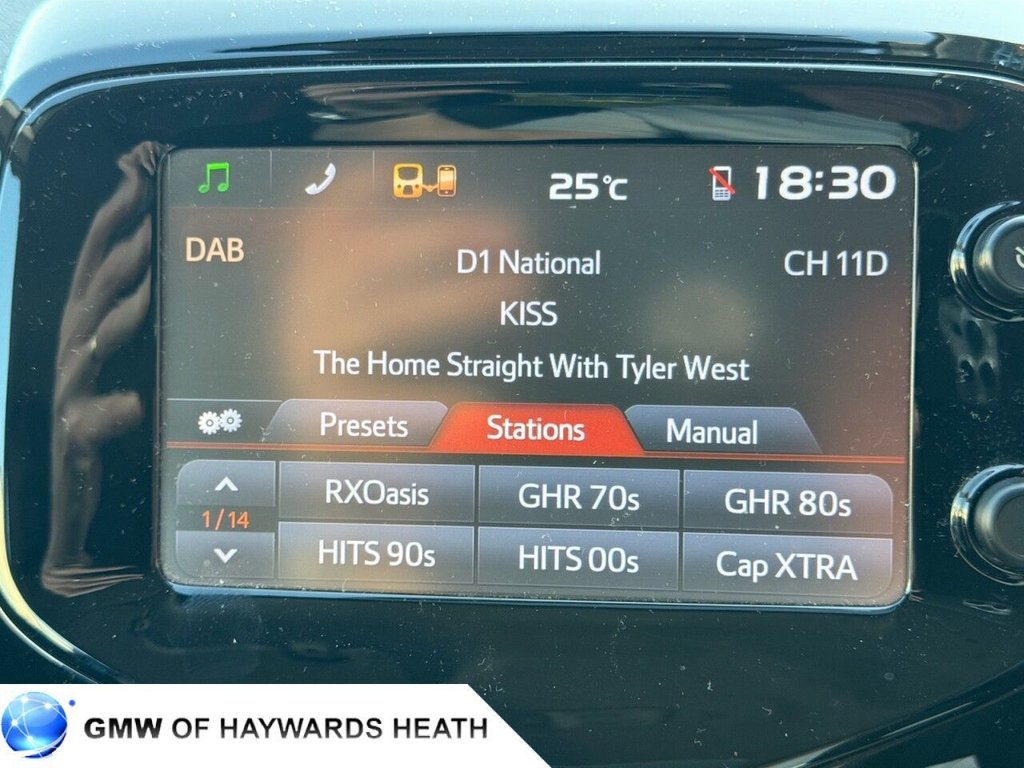 25°C 18:30
DAB D1 National CH 11D
KISS
The Home Straight With Tyler West
Presets Stations Manual
RXOasis GHR 70s GHR 80s
1/14
HITS 90s HITS 00s Cap XTRA
GMW OF HAYWARDS HEATH